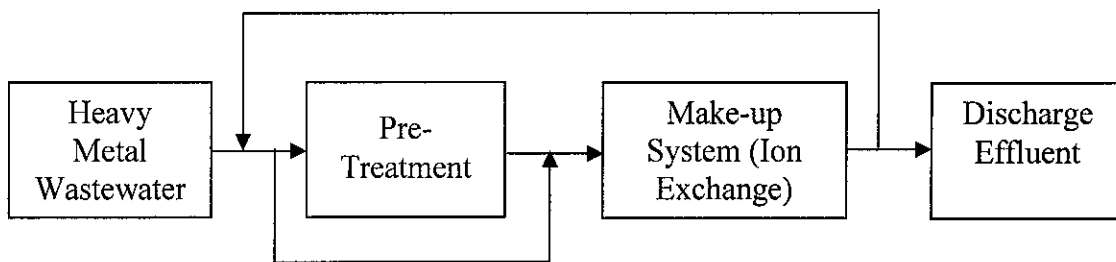 Heavy
Metal
Wastewater
Pre-
Treatment
Make-up
System (Ion
Exchange)
Discharge
Effluent